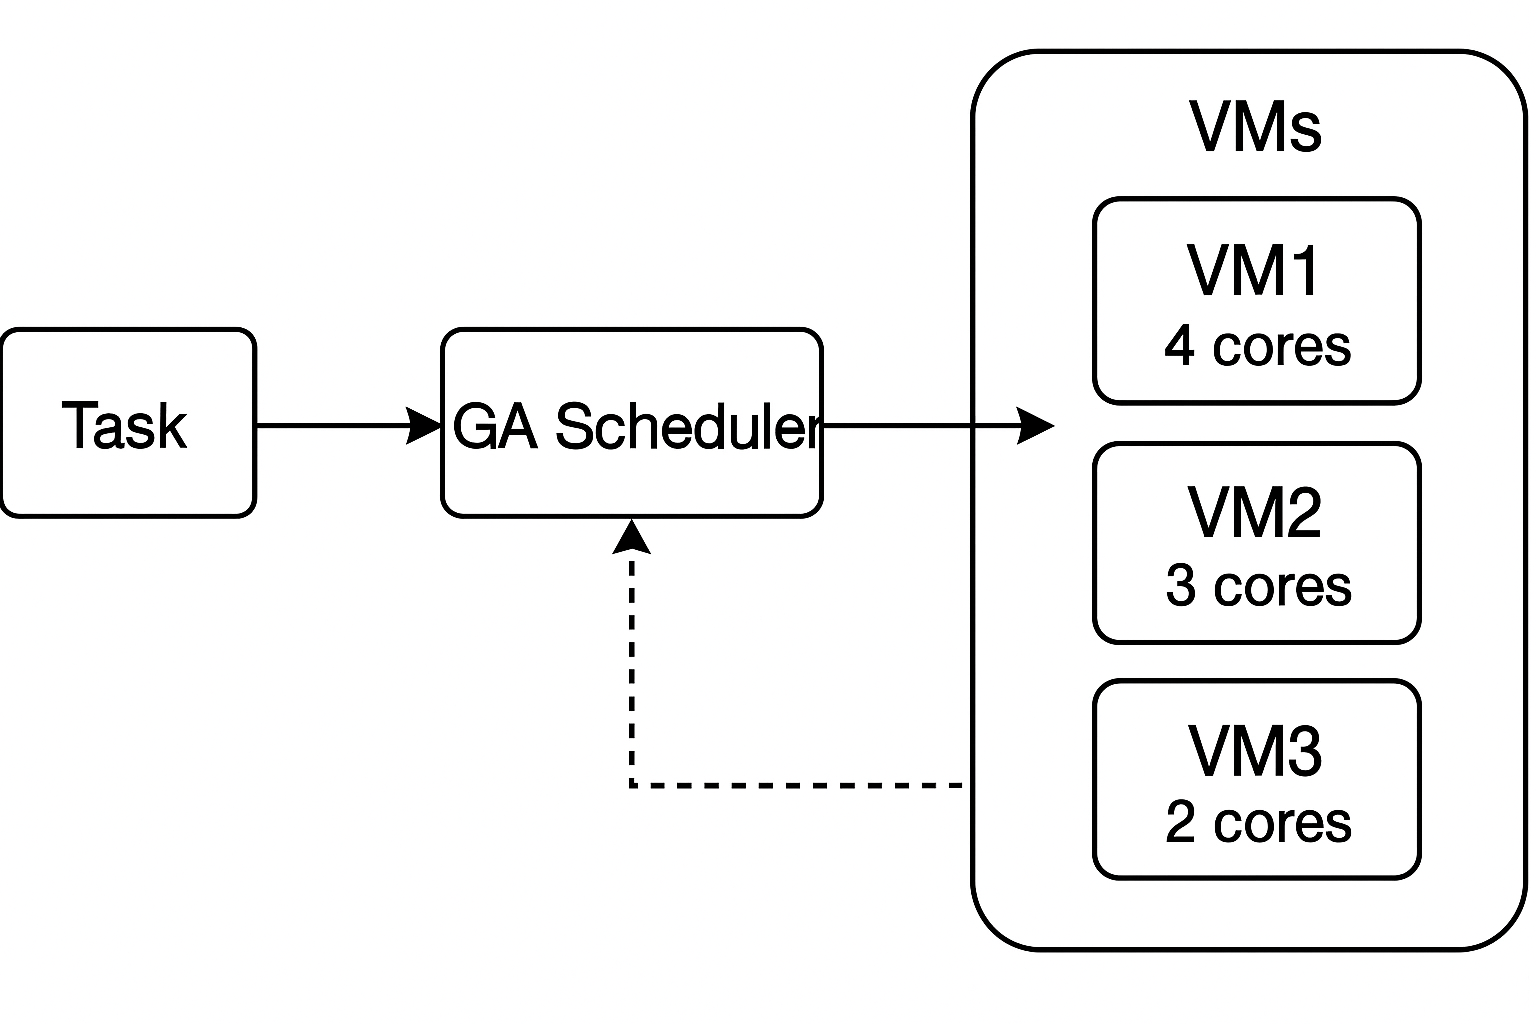 Task
GA Scheduler
VMs
VM1
4 cores
VM2
3 cores
VM3
2 cores